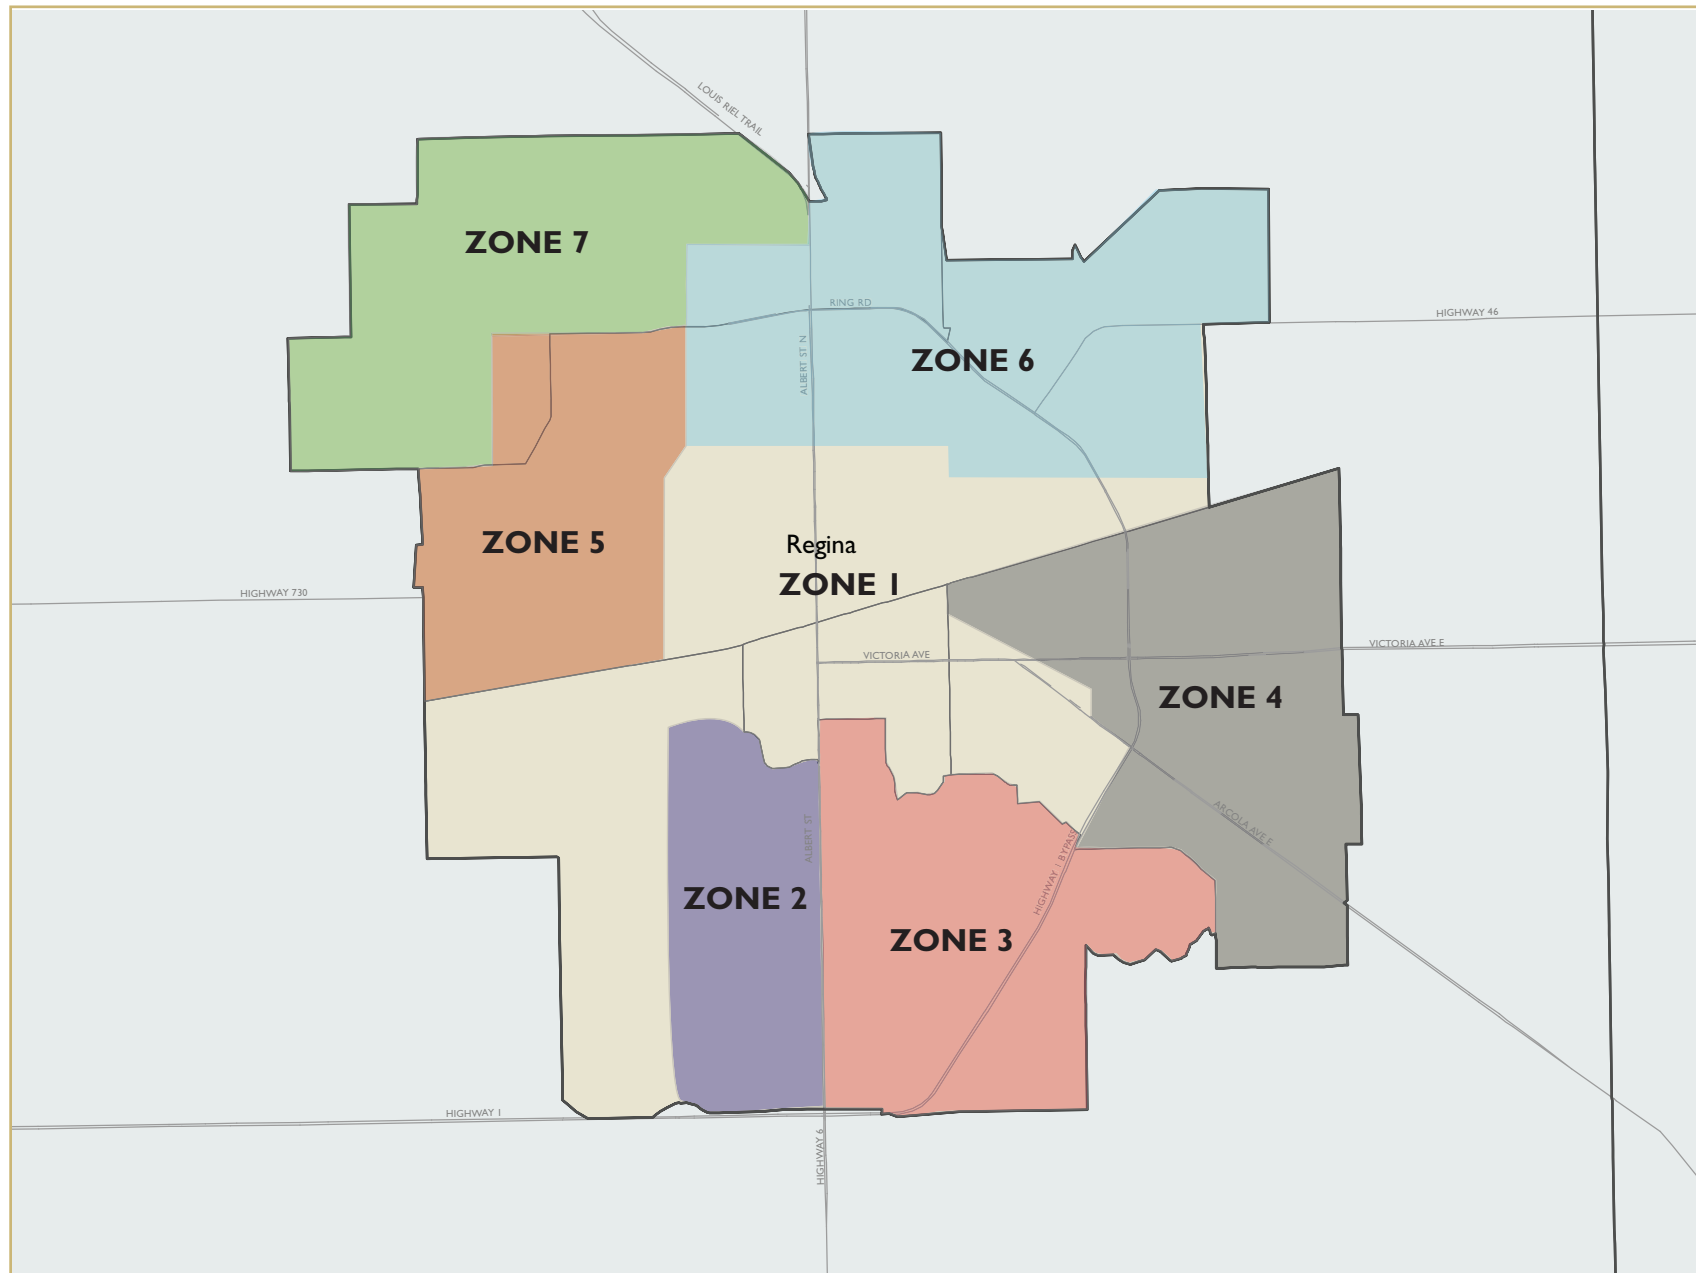 LOUIS RIEL TRAIL
ZONE 7
RING RD
HIGHWAY 46
ALBERT ST N
ZONE 6
Regina
ZONE 5
ZONE 1
HIGHWAY 730
VICTORIA AVE
VICTORIA AVE E
ZONE 4
ARCOLA AVE E
ALBERT ST
HIGHWAY 1 BYPASS
ZONE 2
ZONE 3
HIGHWAY 1
HIGHWAY 6